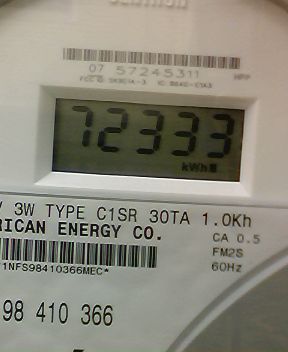 07 57245311
72333
kWh
3W TYPE C1SR 30TA 1.0Kh
RICAN ENERGY CO.
CA 0.5
FM2S
60Hz
1NFS98410366MEC*
98 410 366